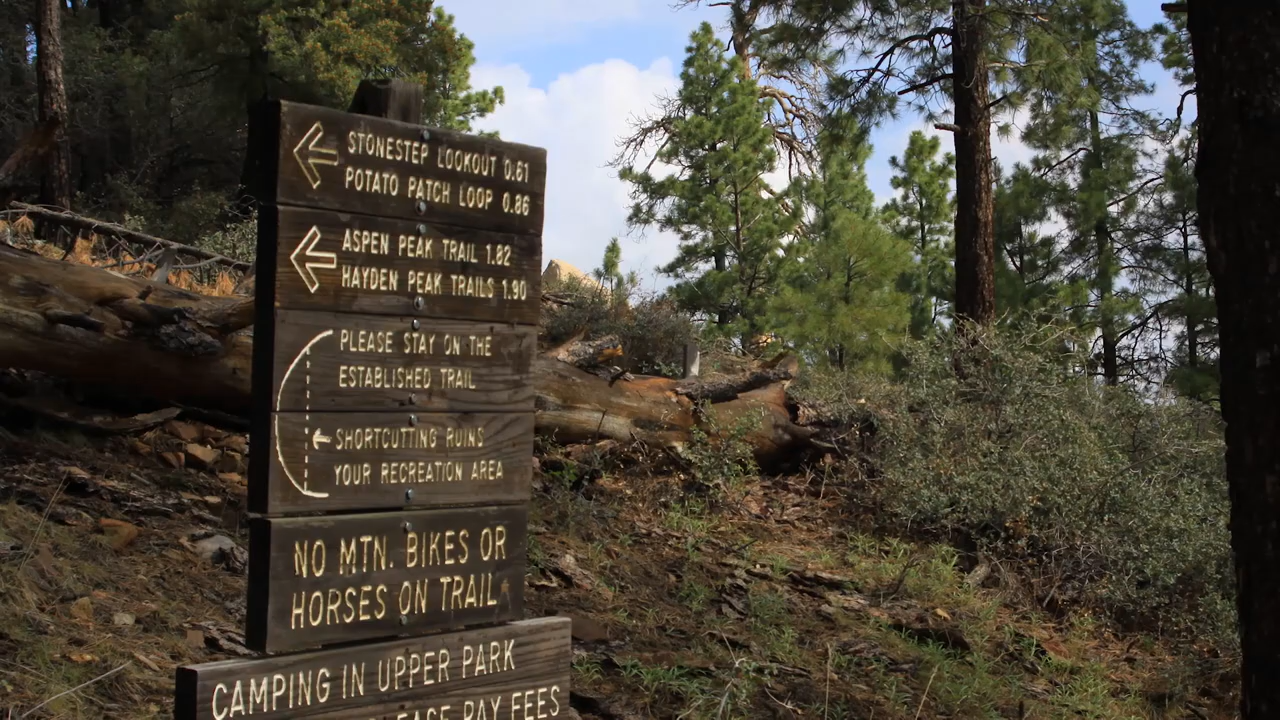 STONESTEP LOOKOUT 0.61
POTATO PATCH LOOP 0.86
ASPEN PEAK TRAIL 1.82
HAYDEN PEAK TRAILS 1.90
PLEASE STAY ON THE
ESTABLISHED TRAIL
SHORTCUTTING RUINS
YOUR RECREATION AREA
NO MTN. BIKES OR
HORSES ON TRAIL
CAMPING IN UPPER PARK
PAY FEES